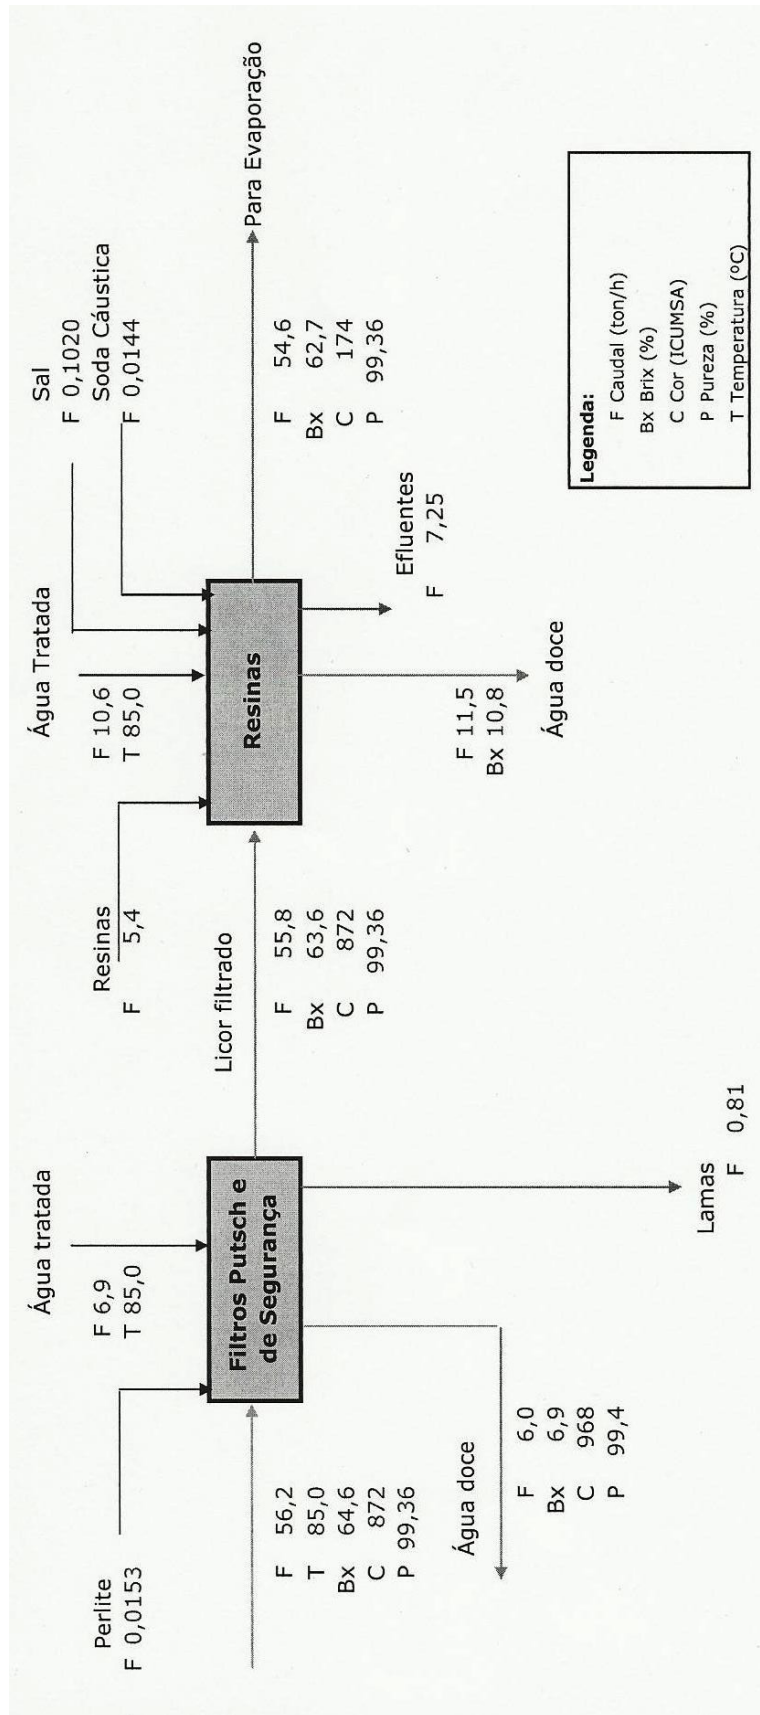 Perlite
F 0,0153
Água tratada
F 6,9
T 85,0
F 56,2
T 85,0
Bx 64,6
C 872
P 99,36
Filtros Putsch e
de Segurança
Água doce
F 6,0
Bx 6,9
C 968
P 99,4
Lamas
F 0,81
Licor filtrado
F 55,8
Bx 63,6
C 872
P 99,36
Resinas
F 5,4
Água Tratada
F 10,6
T 85,0
Sal
F 0,1020
Soda Cáustica
F 0,0144
Resinas
F 11,5
Bx 10,8
Água doce
Efluentes
F 7,25
Para Evaporação
F 54,6
Bx 62,7
C 174
P 99,36
Legenda:
F Caudal (ton/h)
Bx Brix (%)
C Cor (ICUMSA)
P Pureza (%)
T Temperatura (ºC)